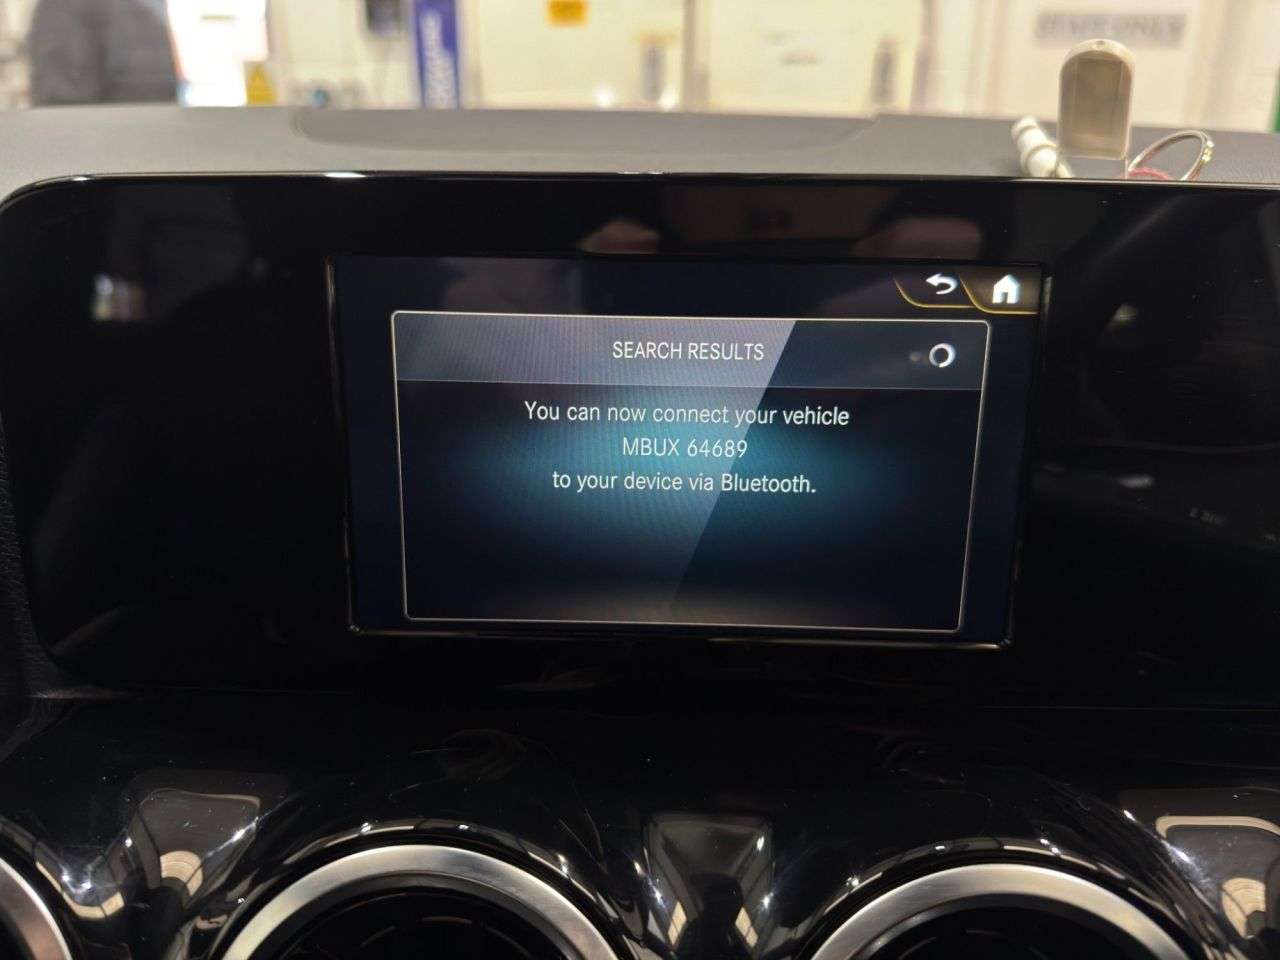 SEARCH RESULTS
You can now connect your vehicle
MBUX 64689
to your device via Bluetooth.